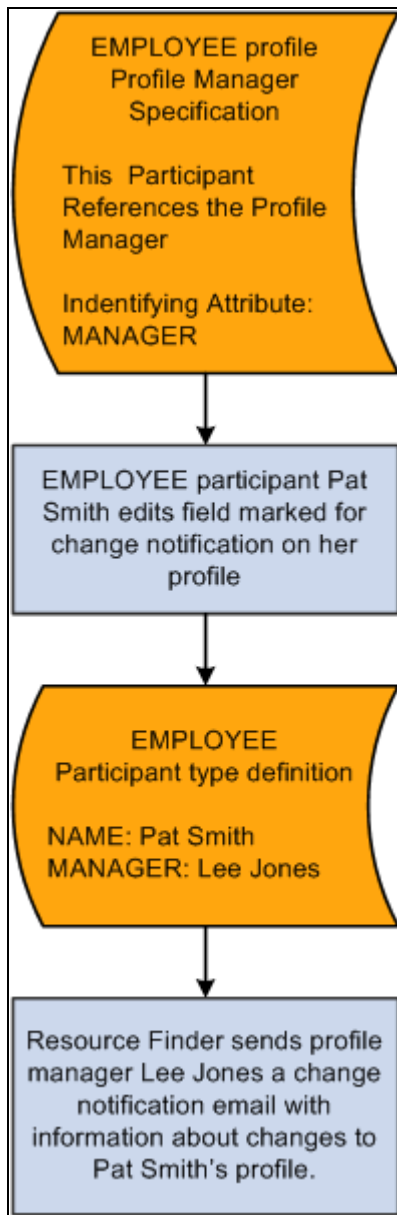 EMPLOYEE profile
Profile Manager
Specification
This Participant
References the Profile
Manager
Indentifying Attribute:
MANAGER
EMPLOYEE participant Pat
Smith edits field marked for
change notification on her
profile
EMPLOYEE
Participant type definition
NAME: Pat Smith
MANAGER: Lee Jones
Resource Finder sends profile
manager Lee Jones a change
notification email with
information about changes to
Pat Smith's profile.